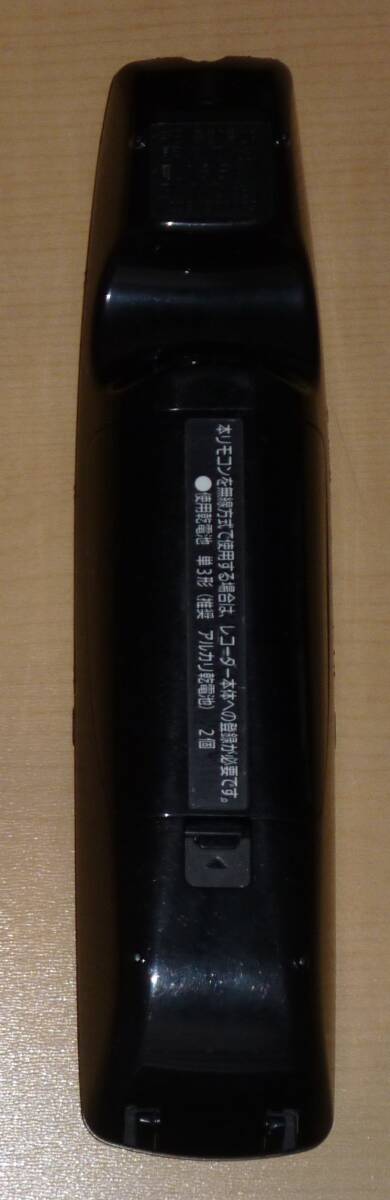 本リモコンを無線方式で使用する場合は、レコーター本体への登録が必要です。
●使用乾電池　単3形（推奨　アルカリ乾電池）　2個